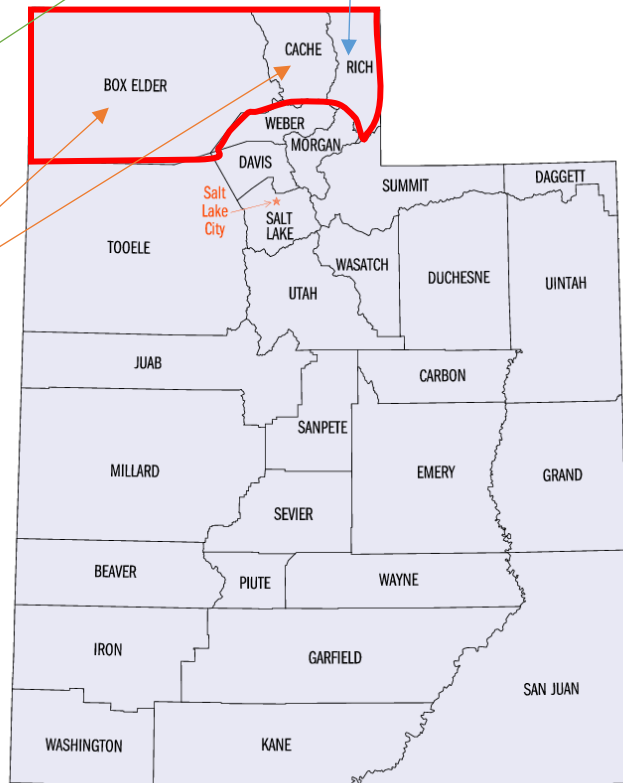 CACHE
RICH
BOX ELDER
WEBER
MORGAN
DAVIS
DAGGETT
SUMMIT
Salt
Lake
City
SALT
LAKE
TOOELE
WASATCH
DUCHESNE
UINTAH
UTAH
JUAB
CARBON
SANPETE
MILLARD
EMERY
GRAND
SEVIER
BEAVER
PIUTE
WAYNE
IRON
GARFIELD
SAN JUAN
WASHINGTON
KANE